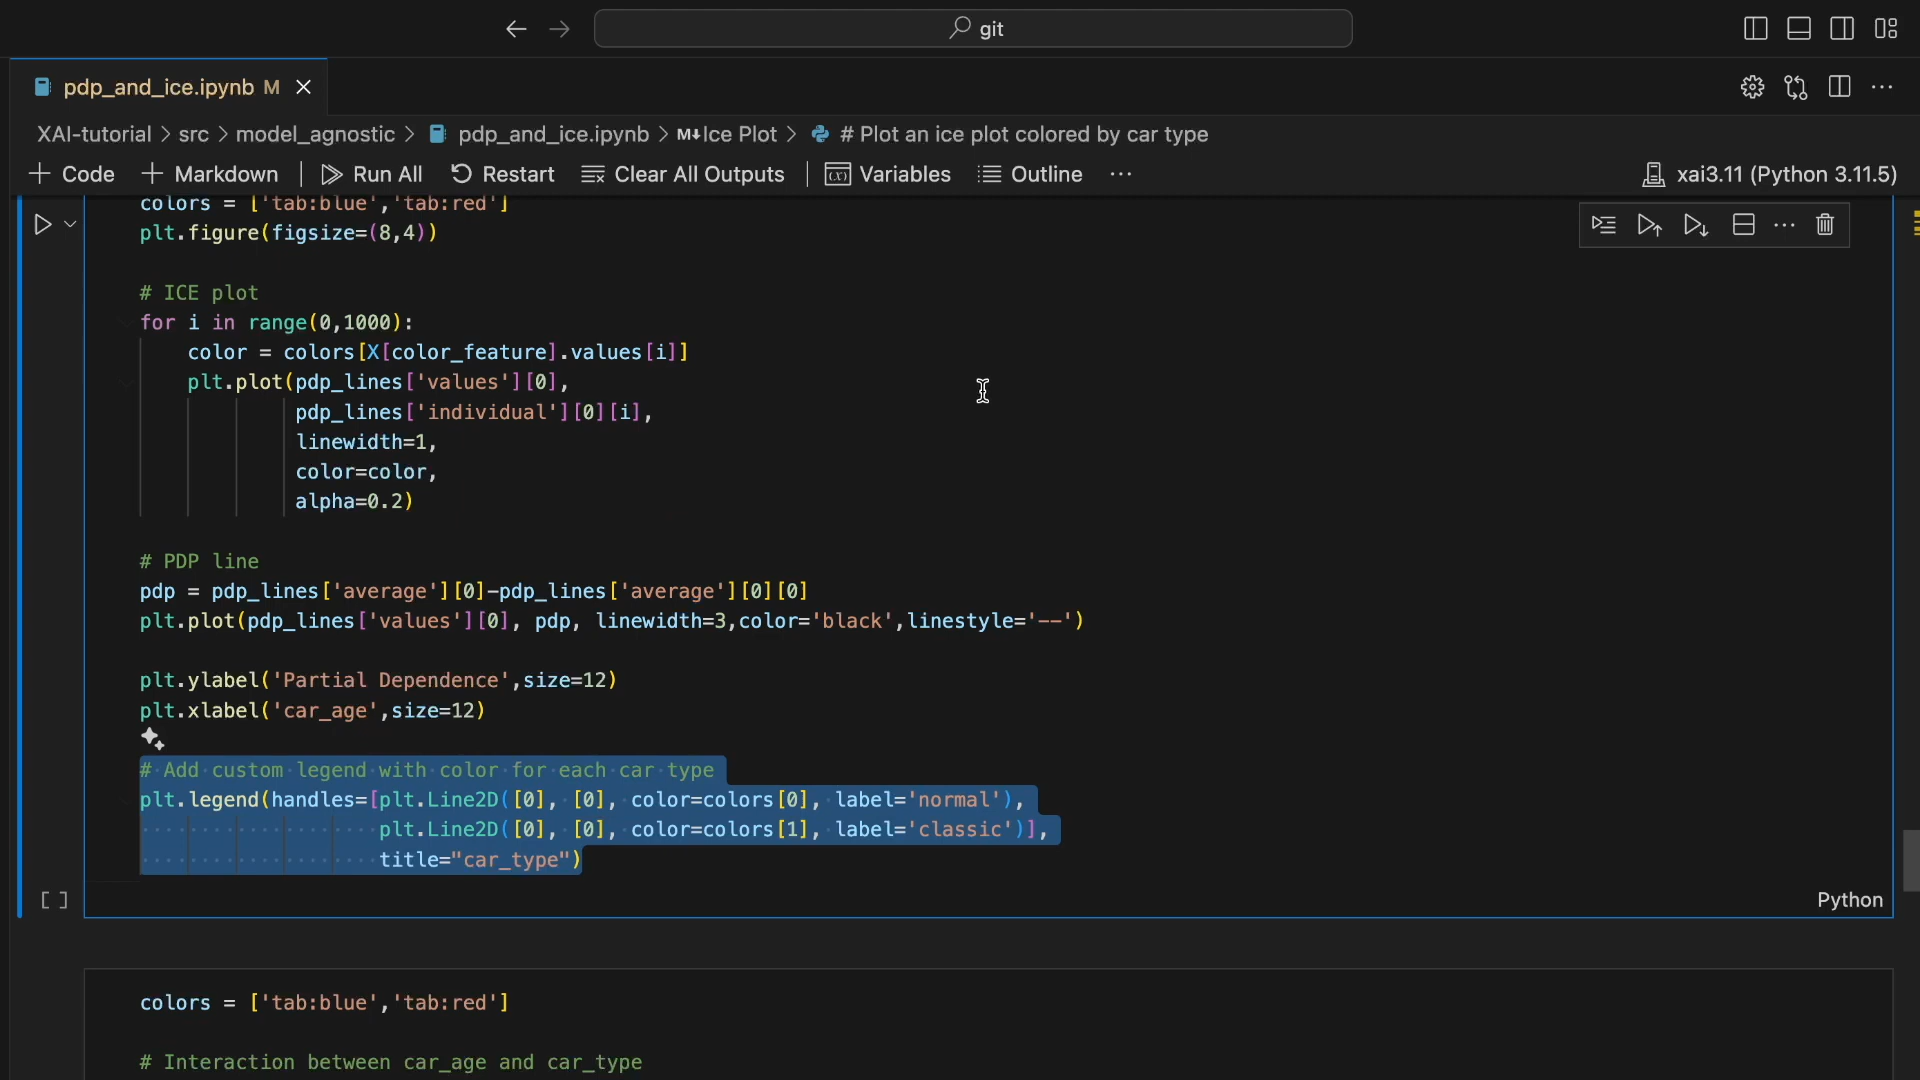 git
pdp_and_ice.ipynb M
XAI-tutorial > src > model_agnostic > pdp_and_ice.ipynb > M↓Ice Plot > # Plot an ice plot colored by car type
+ Code + Markdown | Run All Restart Clear All Outputs | Variables Outline ··· xai3.11 (Python 3.11.5)
colors = ['tab:blue','tab:red']
plt.figure(figsize=(8,4))
# ICE plot
for i in range(0,1000):
color = colors[X[color_feature].values[i]]
plt.plot(pdp_lines['values'][0],
pdp_lines['individual'][0][i],
linewidth=1,
color=color,
alpha=0.2)
# PDP line
pdp = pdp_lines['average'][0]-pdp_lines['average'][0][0]
plt.plot(pdp_lines['values'][0], pdp, linewidth=3,color='black',linestyle='--')
plt.ylabel('Partial Dependence',size=12)
plt.xlabel('car_age',size=12)
# Add custom legend with color for each car type
plt.legend(handles=[plt.Line2D([0], [0], color=colors[0], label='normal'),
plt.Line2D([0], [0], color=colors[1], label='classic')],
title="car_type")
[ ] Python
colors = ['tab:blue','tab:red']
# Interaction between car_age and car_type